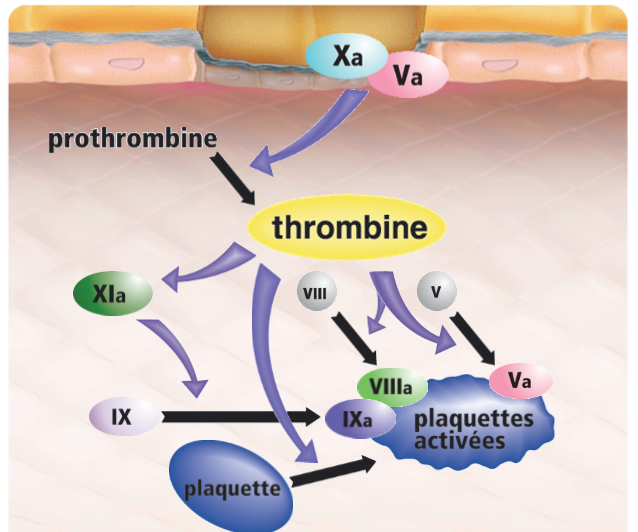 Xa
Va
prothrombine
thrombine
XIa
VIII
V
VIIIa
Va
IX
IXa
plaquettes
activées
plaquette